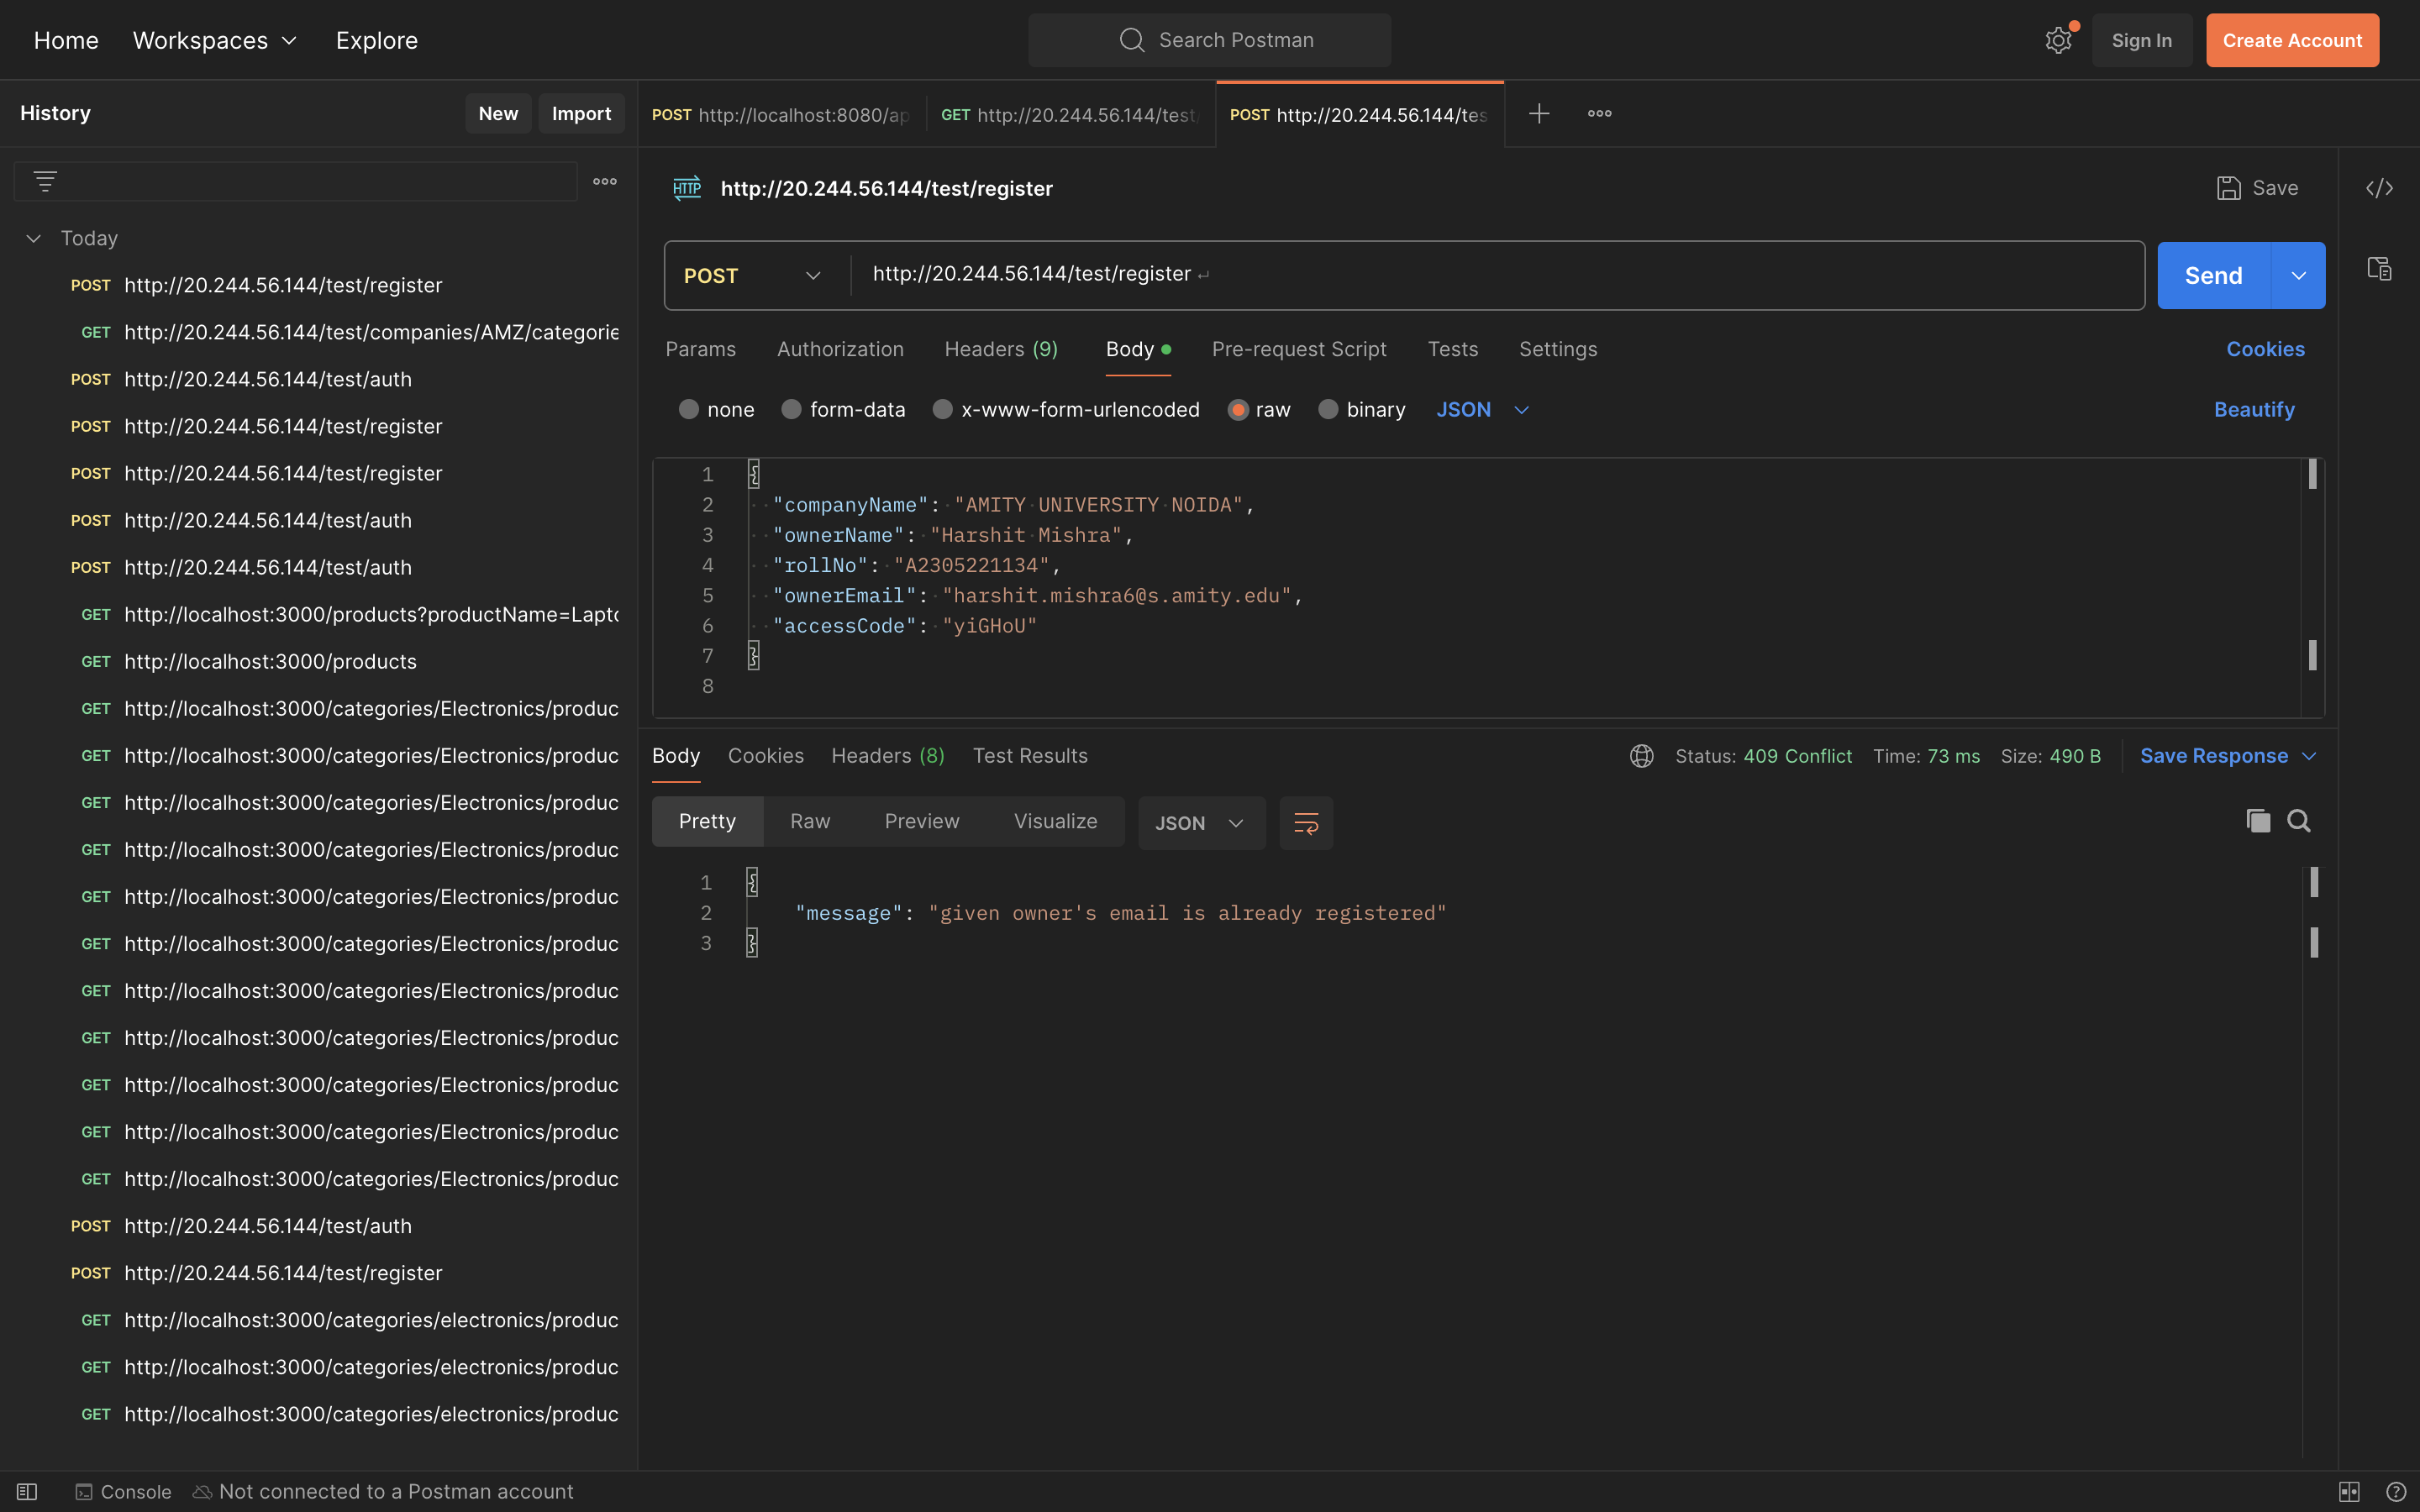 Home Workspaces Explore Search Postman Sign In Create Account
History New Import
POST http://localhost:8080/ap GET http://20.244.56.144/test/ POST http://20.244.56.144/tes
HTTP http://20.244.56.144/test/register Save
Today
POST http://20.244.56.144/test/register
GET http://20.244.56.144/test/companies/AMZ/categorie
POST http://20.244.56.144/test/auth
POST http://20.244.56.144/test/register
POST http://20.244.56.144/test/register
POST http://20.244.56.144/test/auth
POST http://20.244.56.144/test/auth
GET http://localhost:3000/products?productName=Lapto
GET http://localhost:3000/products
GET http://localhost:3000/categories/Electronics/produc
GET http://localhost:3000/categories/Electronics/produc
GET http://localhost:3000/categories/Electronics/produc
GET http://localhost:3000/categories/Electronics/produc
GET http://localhost:3000/categories/Electronics/produc
GET http://localhost:3000/categories/Electronics/produc
GET http://localhost:3000/categories/Electronics/produc
GET http://localhost:3000/categories/Electronics/produc
GET http://localhost:3000/categories/Electronics/produc
GET http://localhost:3000/categories/Electronics/produc
GET http://localhost:3000/categories/Electronics/produc
POST http://20.244.56.144/test/auth
POST http://20.244.56.144/test/register
GET http://localhost:3000/categories/electronics/produc
GET http://localhost:3000/categories/electronics/produc
GET http://localhost:3000/categories/electronics/produc
POST http://20.244.56.144/test/register Send
Params Authorization Headers (9) Body Pre-request Script Tests Settings Cookies
none form-data x-www-form-urlencoded raw binary JSON Beautify
1 {
2 "companyName": "AMITY UNIVERSITY NOIDA",
3 "ownerName": "Harshit Mishra",
4 "rollNo": "A2305221134",
5 "ownerEmail": "harshit.mishra6@s.amity.edu",
6 "accessCode": "yiGHoU"
7 }
8
Body Cookies Headers (8) Test Results Status: 409 Conflict Time: 73 ms Size: 490 B Save Response
Pretty Raw Preview Visualize JSON
1 {
2 "message": "given owner's email is already registered"
3 }
Console Not connected to a Postman account